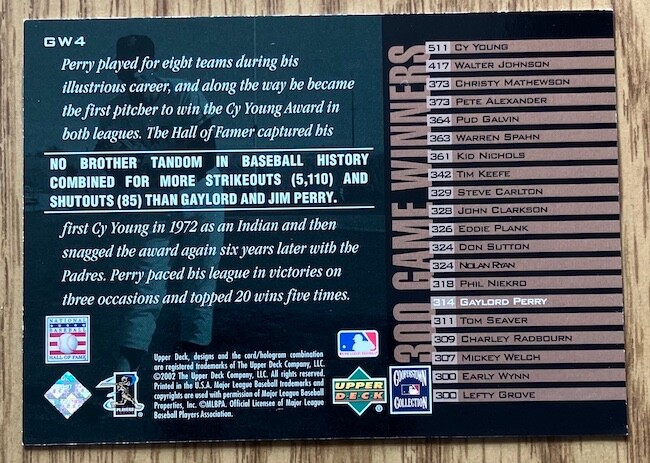 GW4
Perry played for eight teams during his
illustrious career, and along the way he became
the first pitcher to win the Cy Young Award in
both leagues. The Hall of Famer captured his
NO BROTHER TANDOM IN BASEBALL HISTORY
COMBINED FOR MORE STRIKEOUTS (5,110) AND
SHUTOUTS (85) THAN GAYLORD AND JIM PERRY.
first Cy Young in 1972 as an Indian and then
snagged the award again six years later with the
Padres. Perry paced his league in victories on
three occasions and topped 20 wins five times.
NATIONAL
BASEBALL
HALL OF FAME
PLAYERS
Upper Deck, designs and the card/hologram combination
are registered trademarks of The Upper Deck Company, LLC.
©2002 The Upper Deck Company, LLC. All rights reserved.
Printed in the U.S.A. Major League Baseball trademarks and
copyrights are used with permission of Major League Baseball
Properties, Inc. ©MLBPA. Official Licensee of Major League
Baseball Players Association.
UPPER
DECK
COOPERSTOWN
COLLECTION
300 GAME WINNERS
511 CY YOUNG
417 WALTER JOHNSON
373 CHRISTY MATHEWSON
373 PETE ALEXANDER
364 PUD GALVIN
363 WARREN SPAHN
361 KID NICHOLS
342 TIM KEEFE
329 STEVE CARLTON
328 JOHN CLARKSON
326 EDDIE PLANK
324 DON SUTTON
324 NOLAN RYAN
318 PHIL NIEKRO
314 GAYLORD PERRY
311 TOM SEAVER
309 CHARLEY RADBOURN
307 MICKEY WELCH
300 EARLY WYNN
300 LEFTY GROVE